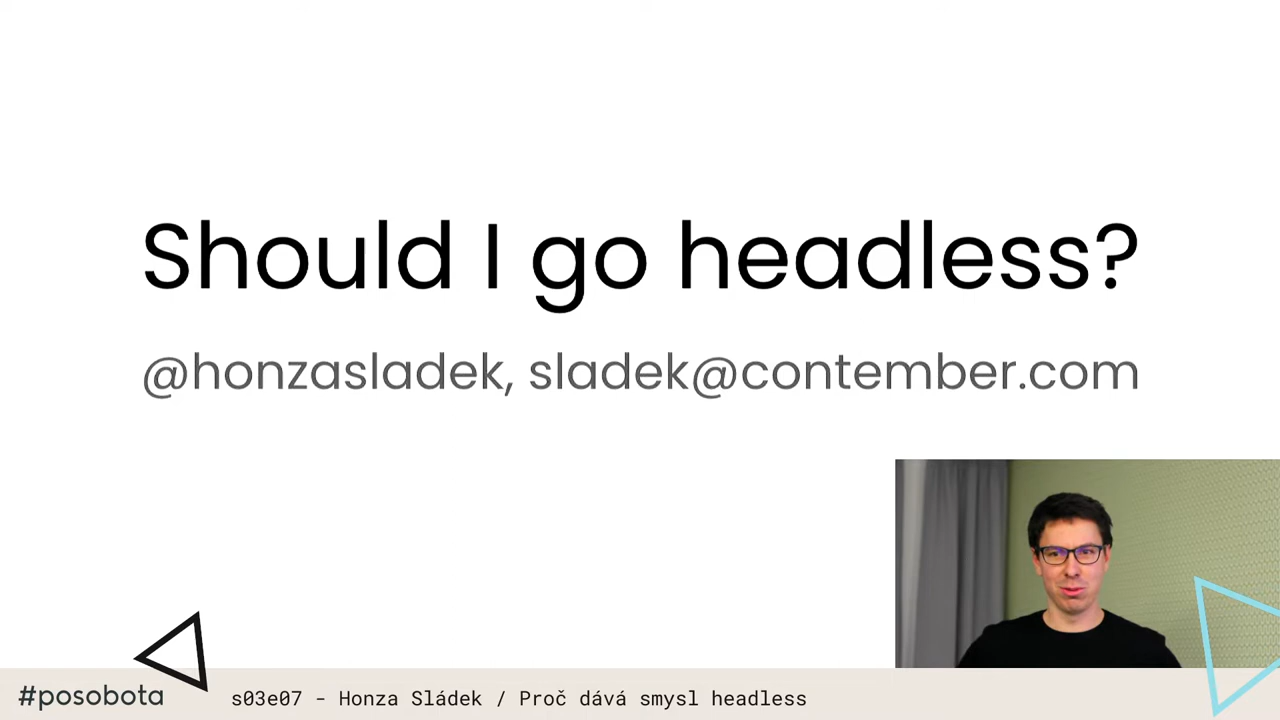 Should I go headless?
@honzasladek, sladek@contember.com
#posobota
s03e07 - Honza Sládek / Proč dává smysl headless